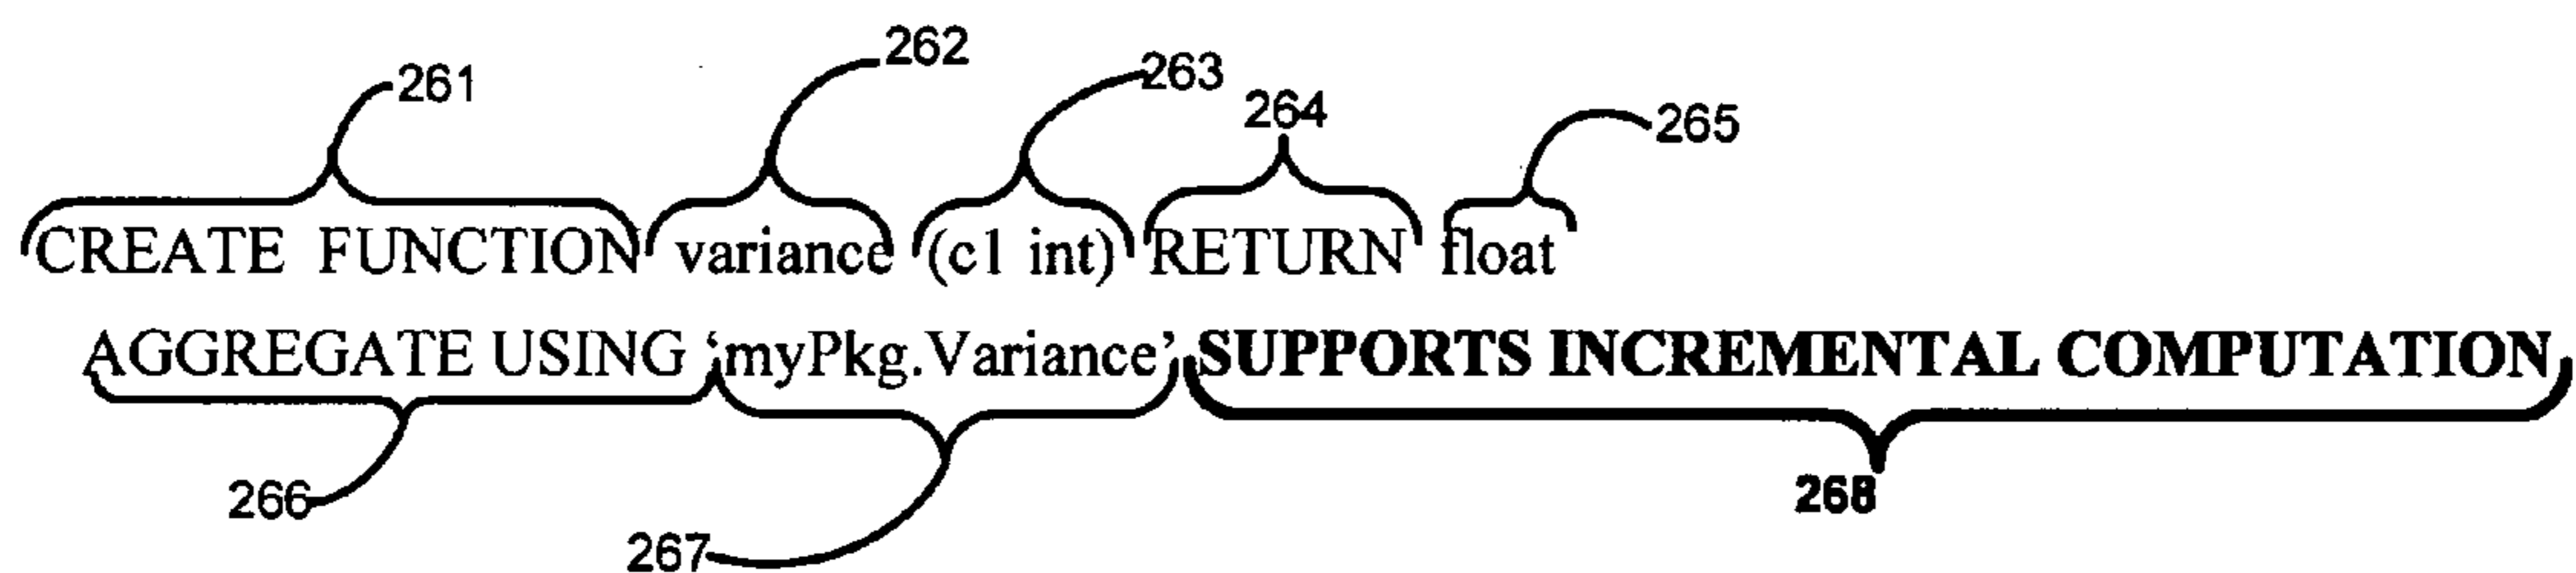 261 262 263 264 265
CREATE FUNCTION variance (c1 int) RETURN float
AGGREGATE USING ‘myPkg.Variance’ SUPPORTS INCREMENTAL COMPUTATION
266 267 268